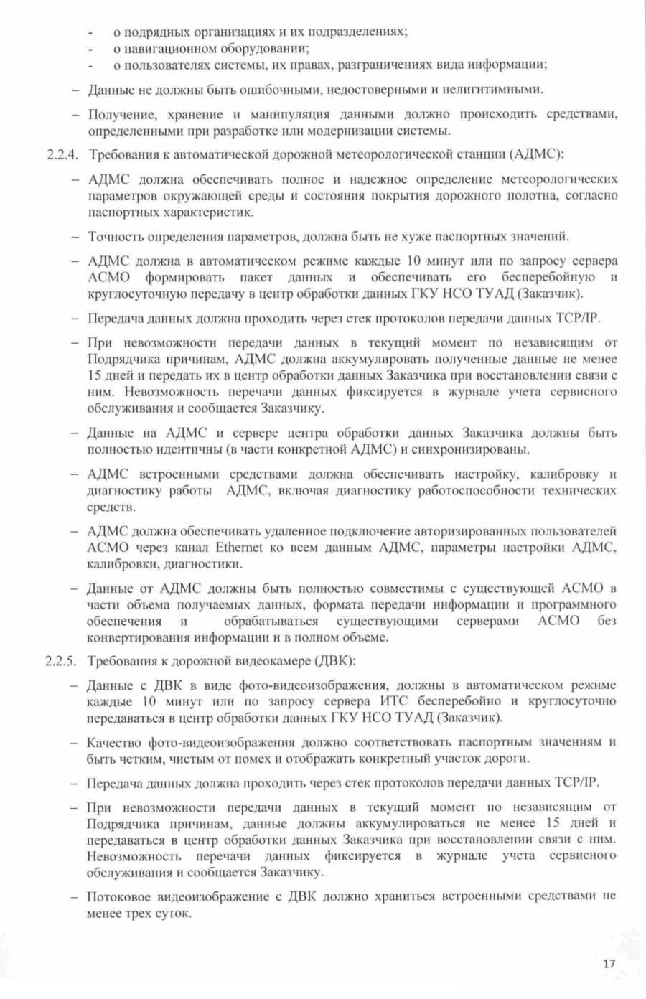 - о подрядных организациях и их подразделениях;
- о навигационном оборудовании;
- о пользователях системы, их правах, разграничениях вида информации;
– Данные не должны быть ошибочными, недостоверными и нелигитимными.
– Получение, хранение и манипуляция данными должно происходить средствами,
определенными при разработке или модернизации системы.
2.2.4. Требования к автоматической дорожной метеорологической станции (АДМС):
– АДМС должна обеспечивать полное и надежное определение метеорологических
параметров окружающей среды и состояния покрытия дорожного полотна, согласно
паспортных характеристик.
– Точность определения параметров, должна быть не хуже паспортных значений.
– АДМС должна в автоматическом режиме каждые 10 минут или по запросу сервера
АСМО формировать пакет данных и обеспечивать его бесперебойную и
круглосуточную передачу в центр обработки данных ГКУ НСО ТУАД (Заказчик).
– Передача данных должна проходить через стек протоколов передачи данных TCP/IP.
– При невозможности передачи данных в текущий момент по независящим от
Подрядчика причинам, АДМС должна аккумулировать полученные данные не менее
15 дней и передать их в центр обработки данных Заказчика при восстановлении связи с
ним. Невозможность перечачи данных фиксируется в журнале учета сервисного
обслуживания и сообщается Заказчику.
– Данные на АДМС и сервере центра обработки данных Заказчика должны быть
полностью идентичны (в части конкретной АДМС) и синхронизированы.
– АДМС встроенными средствами должна обеспечивать настройку, калибровку и
диагностику работы АДМС, включая диагностику работоспособности технических
средств.
– АДМС должна обеспечивать удаленное подключение авторизированных пользователей
АСМО через канал Ethernet ко всем данным АДМС, параметры настройки АДМС,
калибровки, диагностики.
– Данные от АДМС должны быть полностью совместимы с существующей АСМО в
части объема получаемых данных, формата передачи информации и программного
обеспечения и обрабатываться существующими серверами АСМО без
конвертирования информации и в полном объеме.
2.2.5. Требования к дорожной видеокамере (ДВК):
– Данные с ДВК в виде фото-видеоизображения, должны в автоматическом режиме
каждые 10 минут или по запросу сервера ИТС бесперебойно и круглосуточно
передаваться в центр обработки данных ГКУ НСО ТУАД (Заказчик).
– Качество фото-видеоизображения должно соответствовать паспортным значениям и
быть четким, чистым от помех и отображать конкретный участок дороги.
– Передача данных должна проходить через стек протоколов передачи данных TCP/IP.
– При невозможности передачи данных в текущий момент по независящим от
Подрядчика причинам, данные должны аккумулироваться не менее 15 дней и
передаваться в центр обработки данных Заказчика при восстановлении связи с ним.
Невозможность перечачи данных фиксируется в журнале учета сервисного
обслуживания и сообщается Заказчику.
– Потоковое видеоизображение с ДВК должно храниться встроенными средствами не
менее трех суток.
17